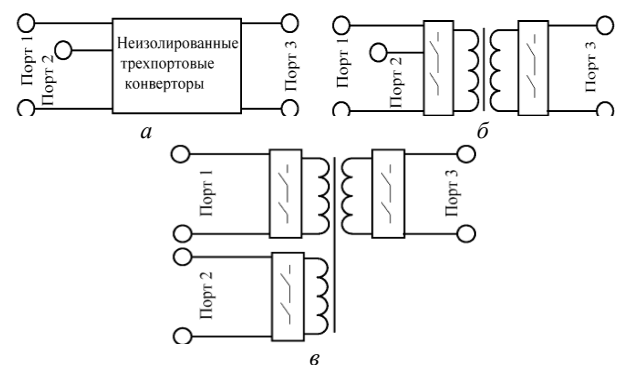 Порт 1
Порт 2
Неизолированные
трехпортовые
конверторы
Порт 3
а
Порт 1
Порт 2
Порт 3
б
Порт 1
Порт 2
Порт 3
в